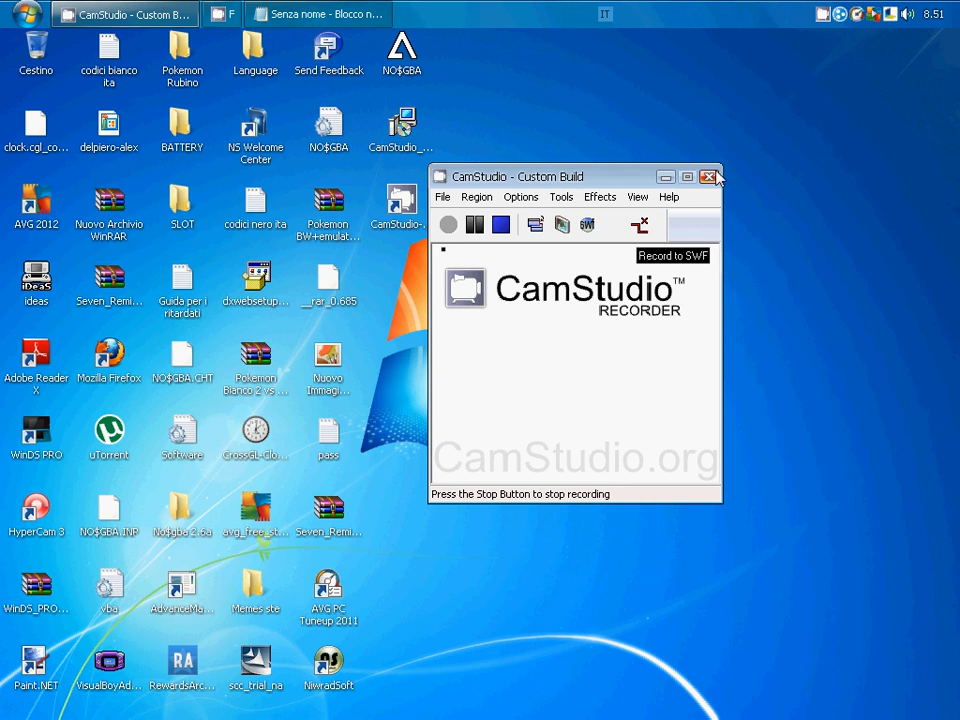 CamStudio - Custom B...
F
Senza nome - Blocco n...
IT
8.51
Cestino
codici bianco
ita
Pokemon
Rubino
Language
Send Feedback
NO$GBA
clock.cgl_co...
delpiero-alex
BATTERY
NS Welcome
Center
NO$GBA
CamStudio_...
AVG 2012
Nuovo Archivio
WinRAR
SLOT
codici nero ita
Pokemon
BW+emulat...
CamStudio-...
iDeaS
ideas
Seven_Remi...
Guida per i
ritardati
dxwebsetup...
__rar_0.685
Adobe Reader
X
Mozilla Firefox
NO$GBA.CHT
Pokemon
Bianco 2 vs ...
Nuovo
Immagi...
WinDS PRO
uTorrent
Software
CrossGL-Clo...
pass
HyperCam 3
NO$GBA.INP
No$gba 2.6a
avg_free_st...
Seven_Remi...
WinDS_PRO...
vba
AdvanceMa...
Memes ste
AVG PC
Tuneup 2011
Paint.NET
VisualBoyAd...
RA
RewardsArc...
scc_trial_na
NiwradSoft
CamStudio - Custom Build
File Region Options Tools Effects View Help
SWF
Record to SWF
CamStudio™
RECORDER
CamStudio.org
Press the Stop Button to stop recording